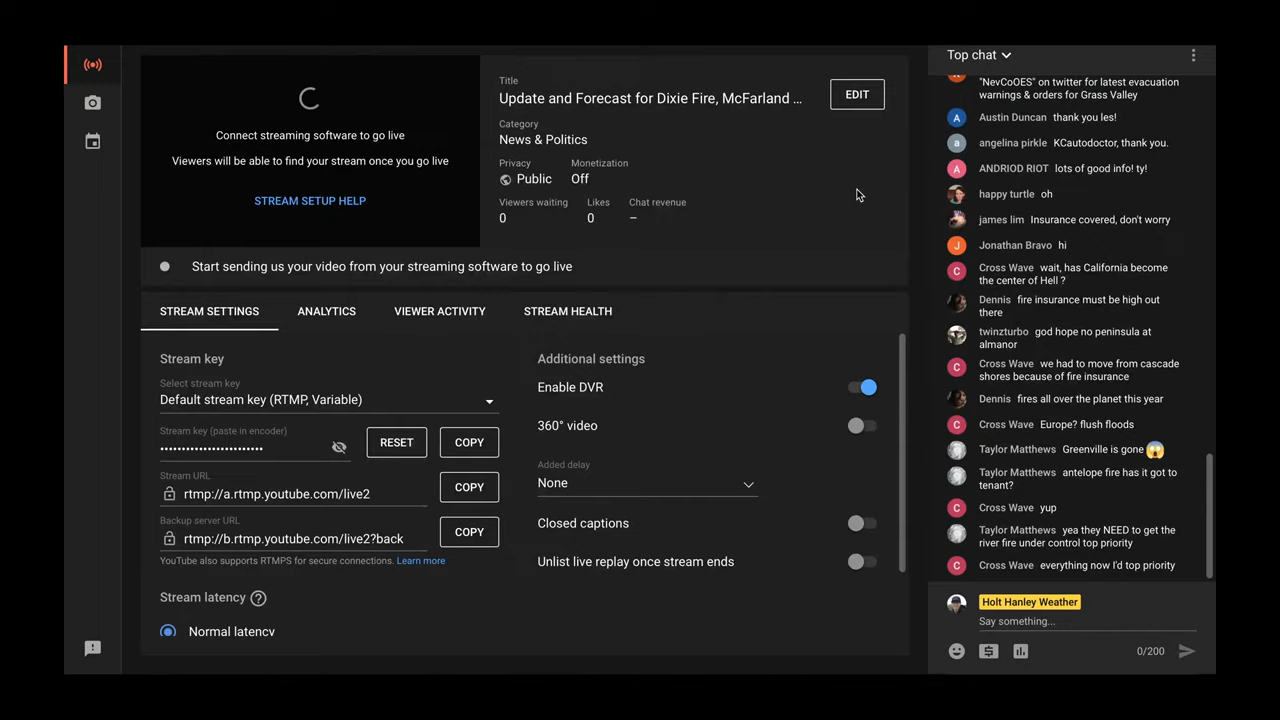 Connect streaming software to go live
Viewers will be able to find your stream once you go live
STREAM SETUP HELP
Title
Update and Forecast for Dixie Fire, McFarland ...
EDIT
Category
News & Politics
Privacy
Monetization
Public
Off
Viewers waiting
Likes
Chat revenue
0
0
–
Start sending us your video from your streaming software to go live
STREAM SETTINGS
ANALYTICS
VIEWER ACTIVITY
STREAM HEALTH
Stream key
Select stream key
Default stream key (RTMP, Variable)
Stream key (paste in encoder)
••••••••••••••••••••••••
RESET
COPY
Stream URL
rtmp://a.rtmp.youtube.com/live2
COPY
Backup server URL
rtmp://b.rtmp.youtube.com/live2?back
COPY
YouTube also supports RTMPS for secure connections. Learn more
Stream latency
Normal latency
Additional settings
Enable DVR
360° video
Added delay
None
Closed captions
Unlist live replay once stream ends
Top chat
"NevCoOES" on twitter for latest evacuation
warnings & orders for Grass Valley
A Austin Duncan thank you les!
a angelina pirkle KCautodoctor, thank you.
A ANDRIOD RIOT lots of good info! ty!
happy turtle oh
james lim Insurance covered, don't worry
J Jonathan Bravo hi
C Cross Wave wait, has California become
the center of Hell ?
Dennis fire insurance must be high out
there
twinzturbo god hope no peninsula at
almanor
C Cross Wave we had to move from cascade
shores because of fire insurance
Dennis fires all over the planet this year
C Cross Wave Europe? flush floods
Taylor Matthews Greenville is gone 😱
Taylor Matthews antelope fire has it got to
tenant?
C Cross Wave yup
Taylor Matthews yea they NEED to get the
river fire under control top priority
C Cross Wave everything now I'd top priority
Holt Hanley Weather
Say something...
0/200